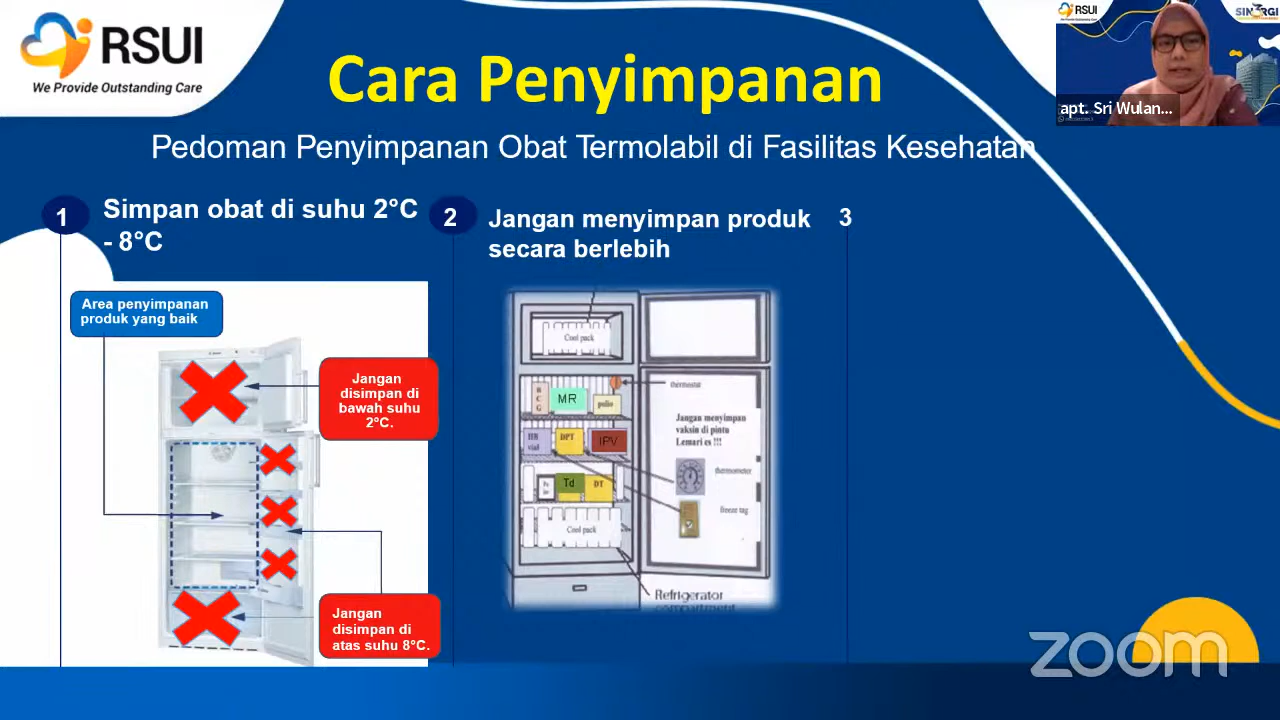 RSUI
We Provide Outstanding Care
Cara Penyimpanan
RSUI
SINERGI
apt. Sri Wulan...
Pedoman Penyimpanan Obat Termolabil di Fasilitas Kesehatan
1
Simpan obat di suhu 2°C
- 8°C
Area penyimpanan
produk yang baik
Jangan
disimpan di
bawah suhu
2°C.
Jangan
disimpan di
atas suhu 8°C.
2
Jangan menyimpan produk
secara berlebih
Cool pack
thermostat
B
C
G
MR
polio
Jangan menyimpan
vaksin di pintu
Lemari es !!!
HB
vial
DPT
IPV
thermometer
Td
DT
freeze tag
Cool pack
Refrigerator
compartment
3
zoom